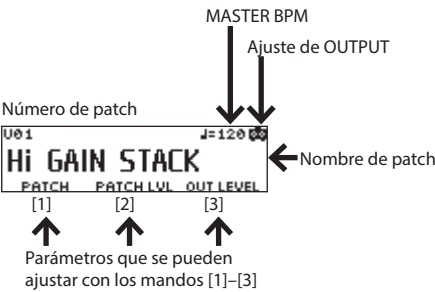 MASTER BPM
Ajuste de OUTPUT
Número de patch
U01 ♩=120
Hi GAIN STACK
Nombre de patch
PATCH PATCH LVL OUT LEVEL
[1] [2] [3]
Parámetros que se pueden
ajustar con los mandos [1]–[3]